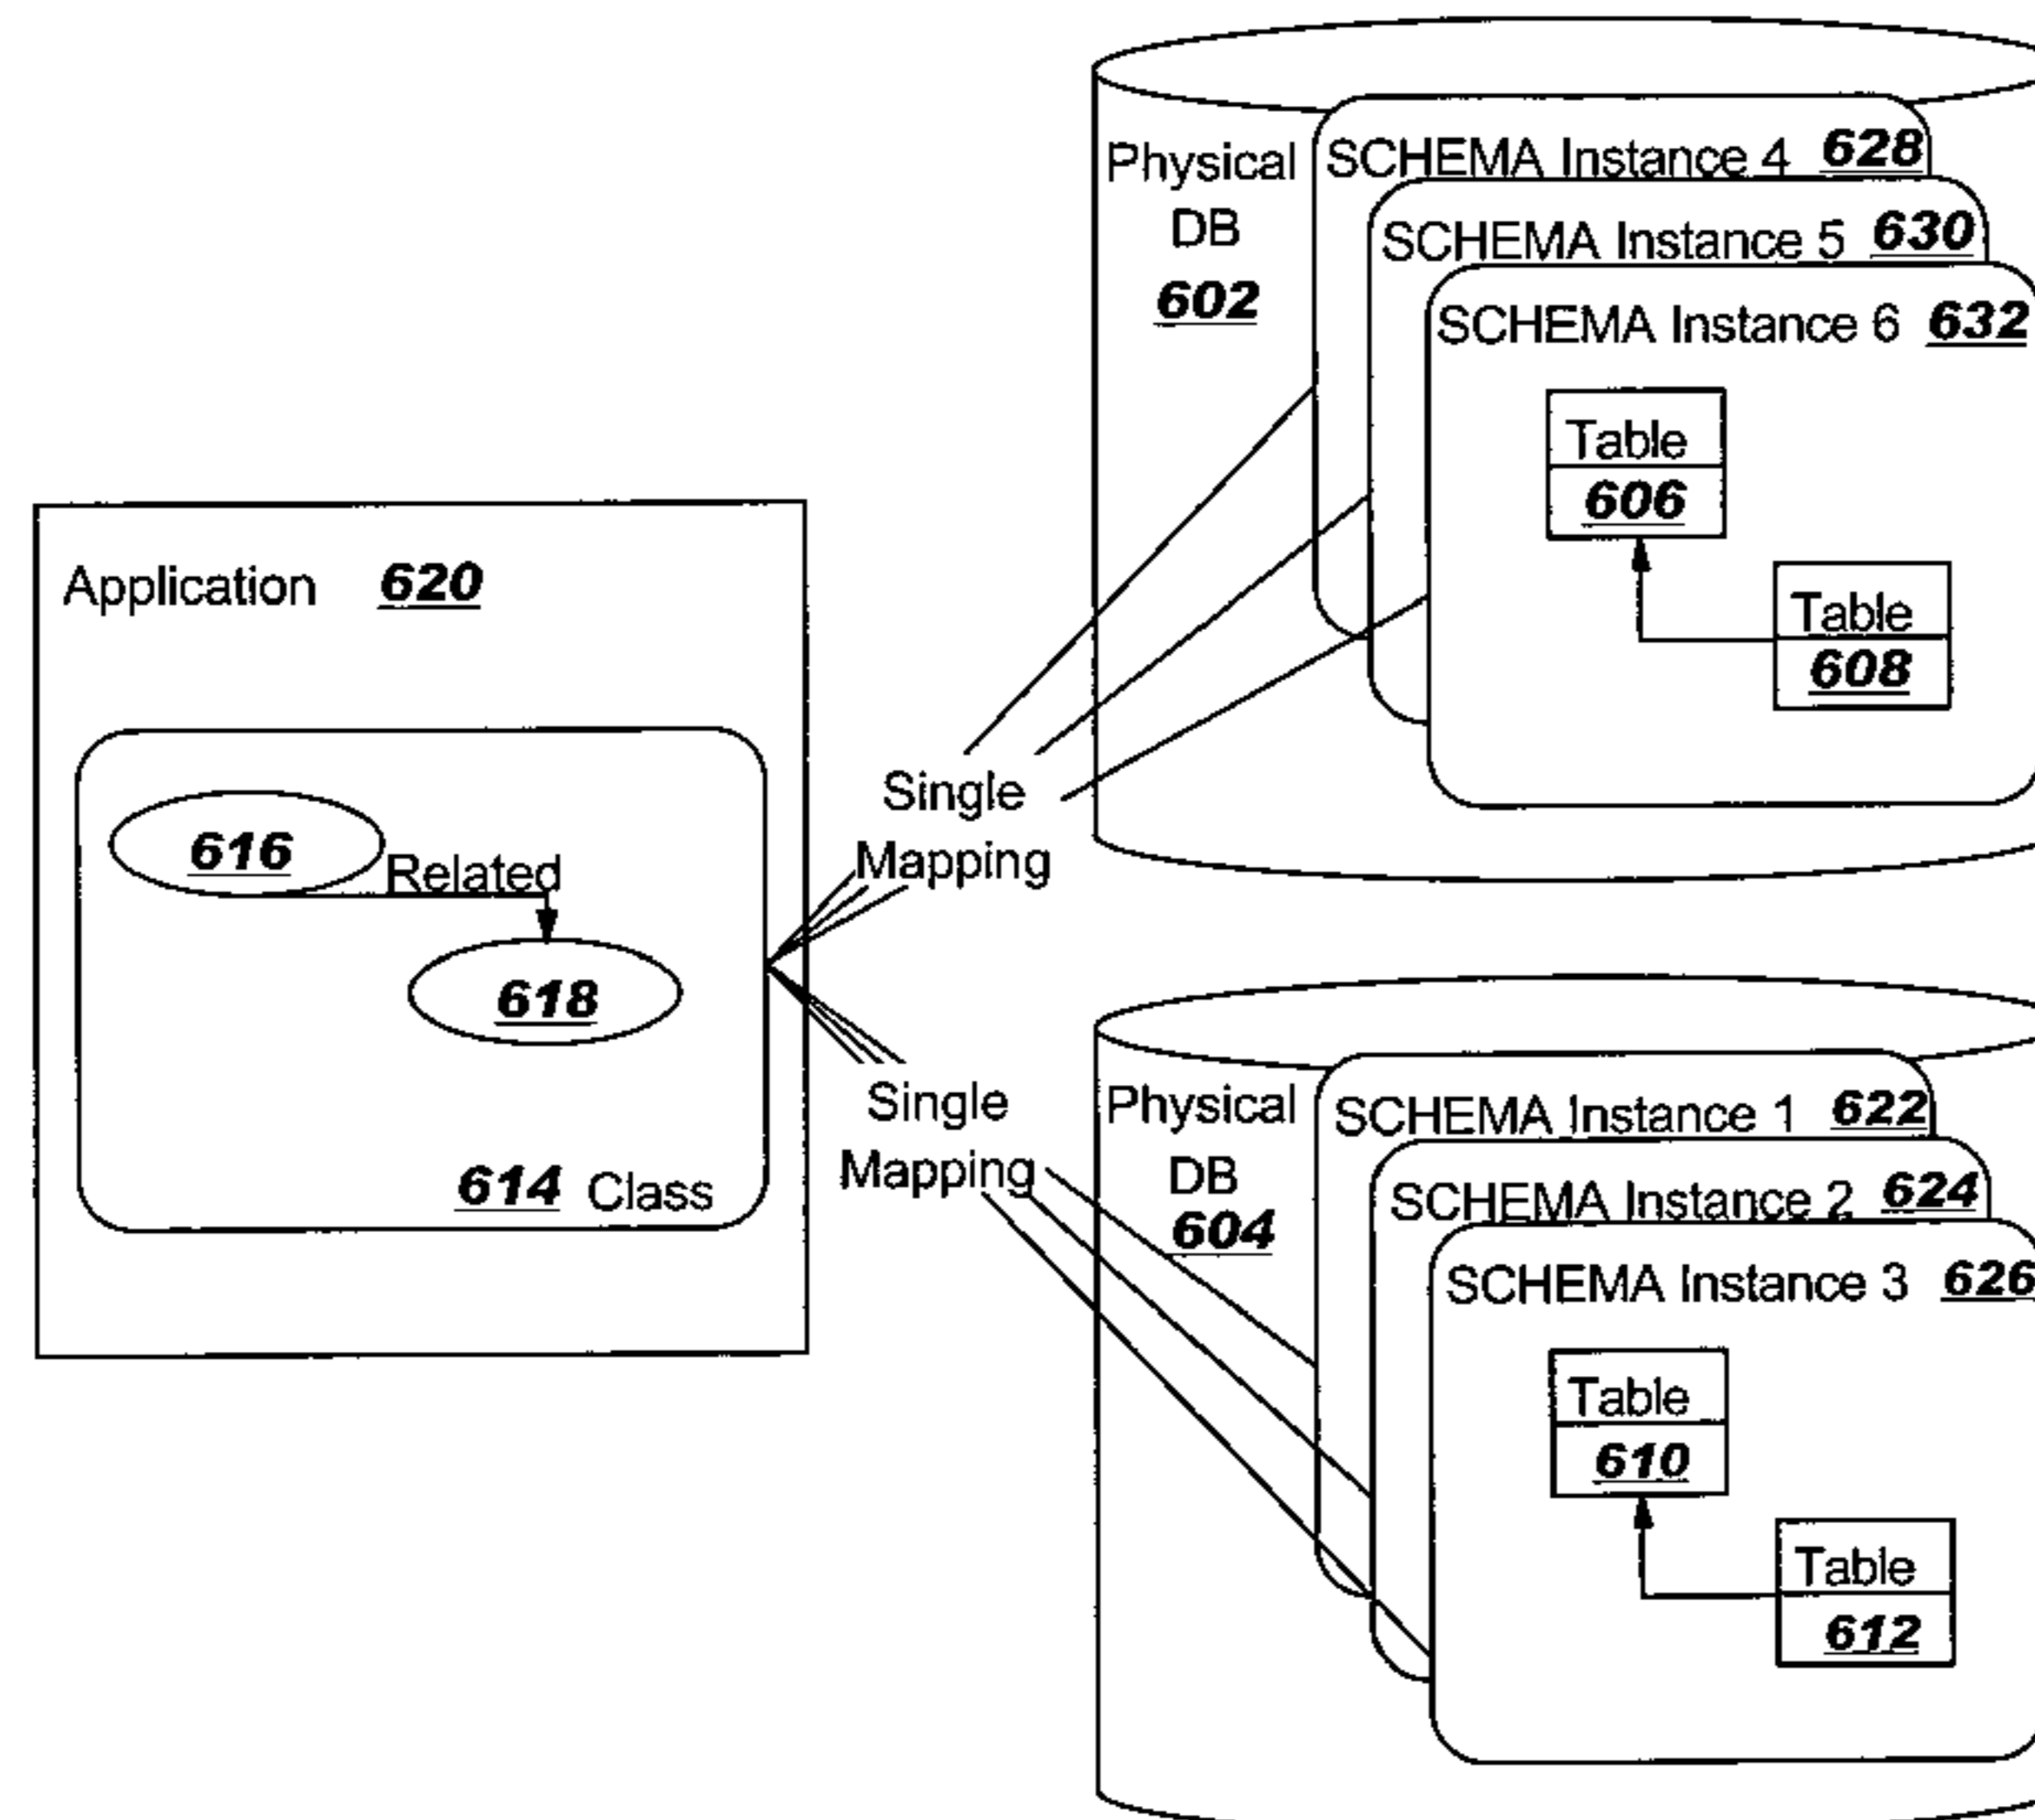 Physical
DB
602
SCHEMA Instance 4 628
SCHEMA Instance 5 630
SCHEMA Instance 6 632
Table
606
Table
608
Application 620
616
Related
618
614 Class
Single
Mapping
Single
Mapping
Physical
DB
604
SCHEMA Instance 1 622
SCHEMA Instance 2 624
SCHEMA Instance 3 626
Table
610
Table
612